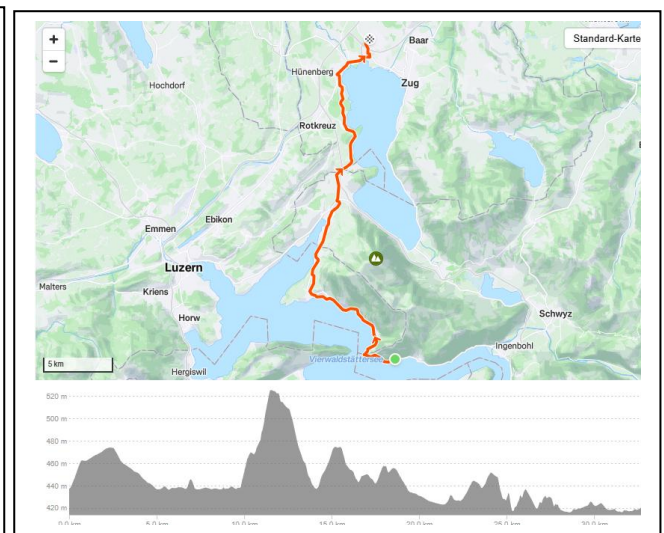 +
Baar
Standard-Karte
−
Hünenberg
Zug
Hochdorf
Rotkreuz
Ebikon
Emmen
Luzern
Malters
Kriens
Schwyz
Horw
Ingenbohl
5 km
Vierwaldstättersee
Hergiswil
520 m
500 m
480 m
460 m
440 m
420 m
0.0 km 5.0 km 10.0 km 15.0 km 20.0 km 25.0 km 30.0 km